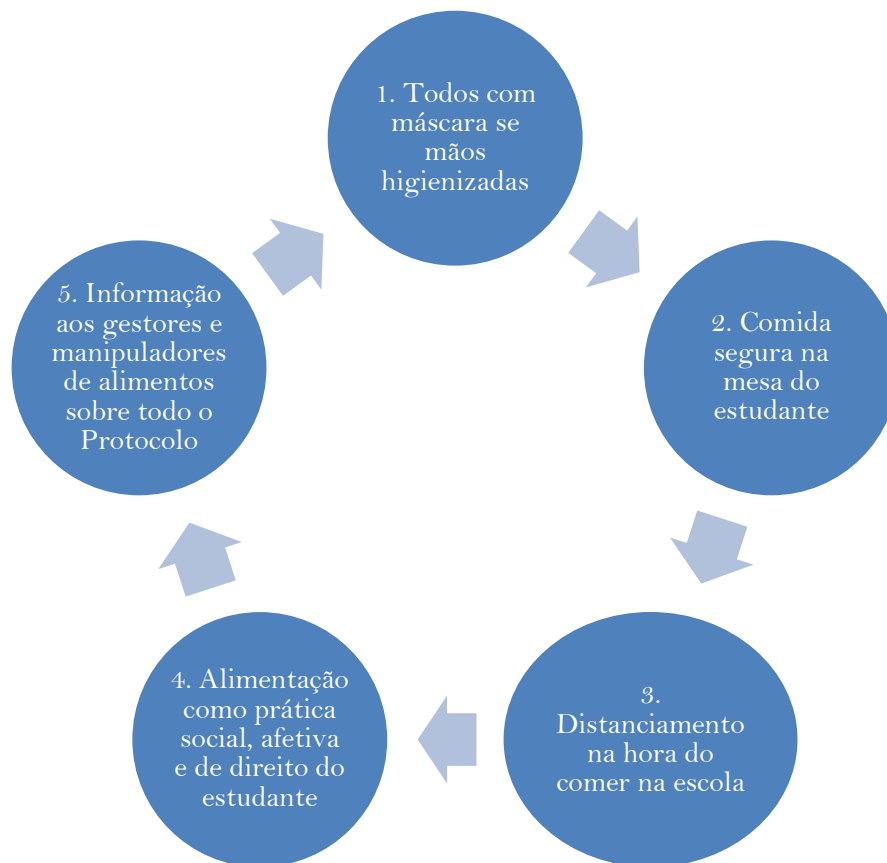 1. Todos com
máscara se
mãos
higienizadas
2. Comida
segura na
mesa do
estudante
3.
Distanciamento
na hora do
comer na escola
4. Alimentação
como prática
social, afetiva
e de direito do
estudante
5. Informação
aos gestores e
manipuladores
de alimentos
sobre todo o
Protocolo